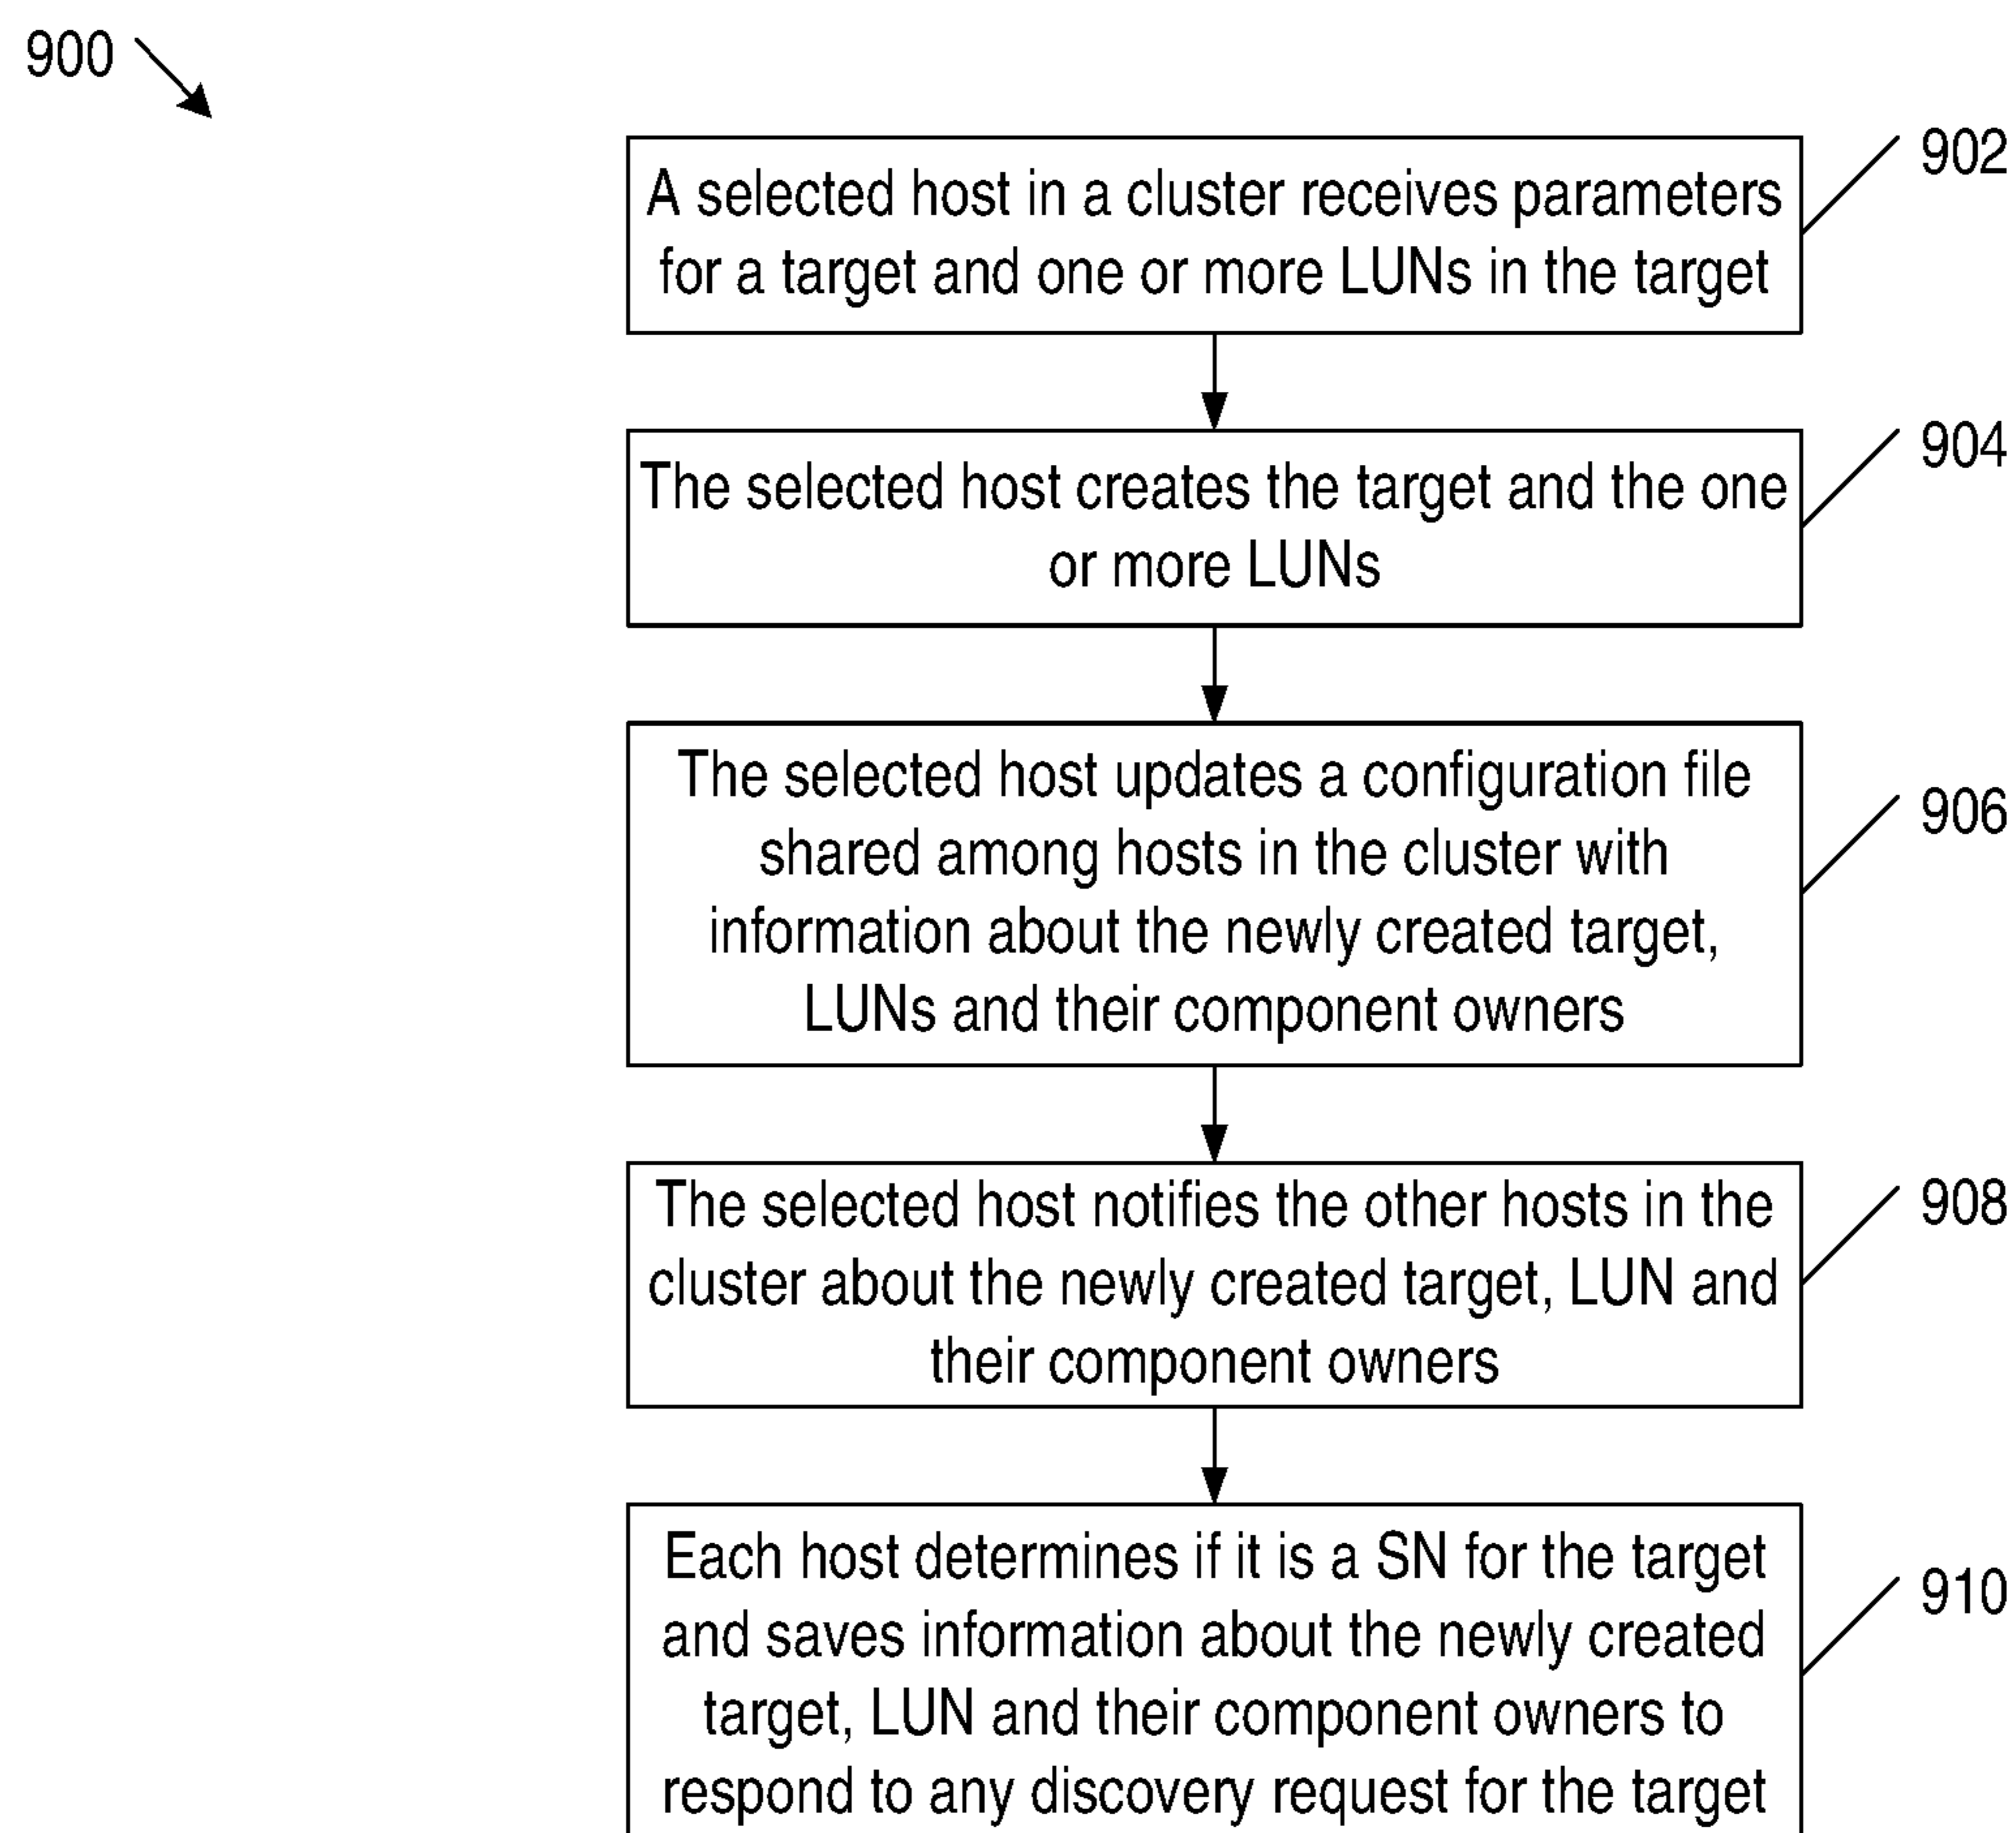 900
902
A selected host in a cluster receives parameters
for a target and one or more LUNs in the target
904
The selected host creates the target and the one
or more LUNs
906
The selected host updates a configuration file
shared among hosts in the cluster with
information about the newly created target,
LUNs and their component owners
908
The selected host notifies the other hosts in the
cluster about the newly created target, LUN and
their component owners
910
Each host determines if it is a SN for the target
and saves information about the newly created
target, LUN and their component owners to
respond to any discovery request for the target